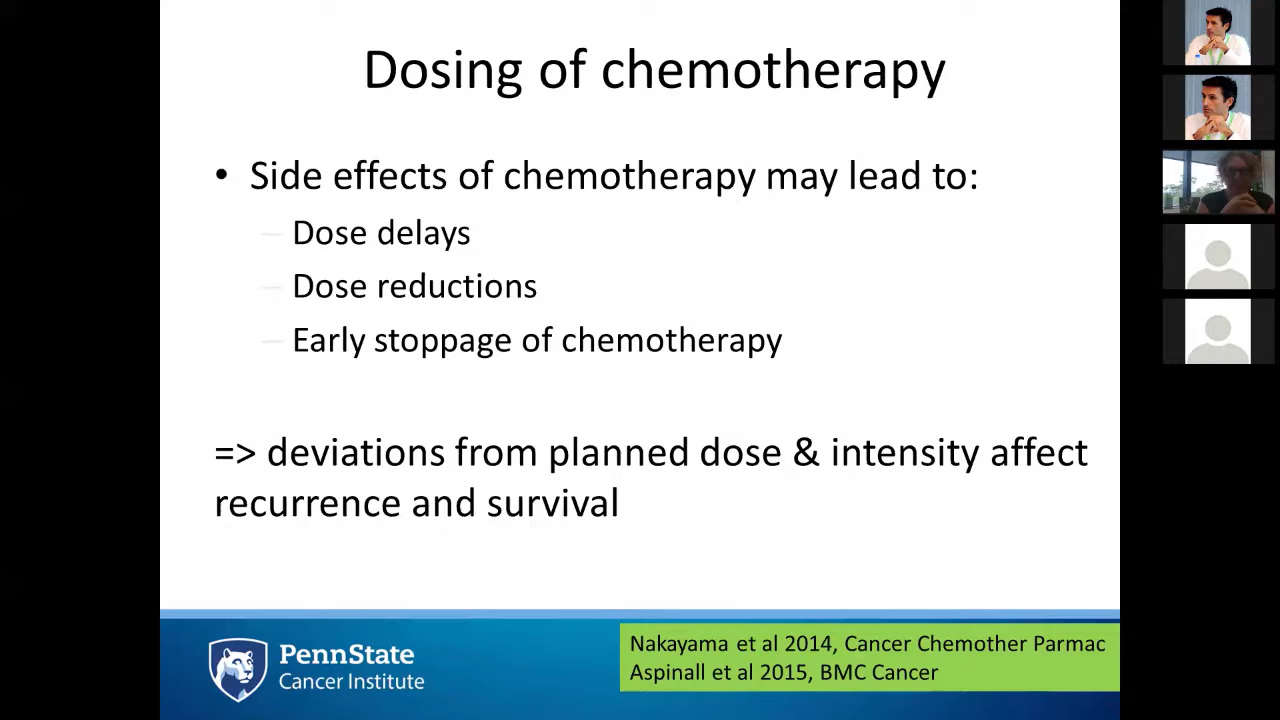 Dosing of chemotherapy
• Side effects of chemotherapy may lead to:
– Dose delays
– Dose reductions
– Early stoppage of chemotherapy
=> deviations from planned dose & intensity affect
recurrence and survival
PennState
Cancer Institute
Nakayama et al 2014, Cancer Chemother Parmac
Aspinall et al 2015, BMC Cancer